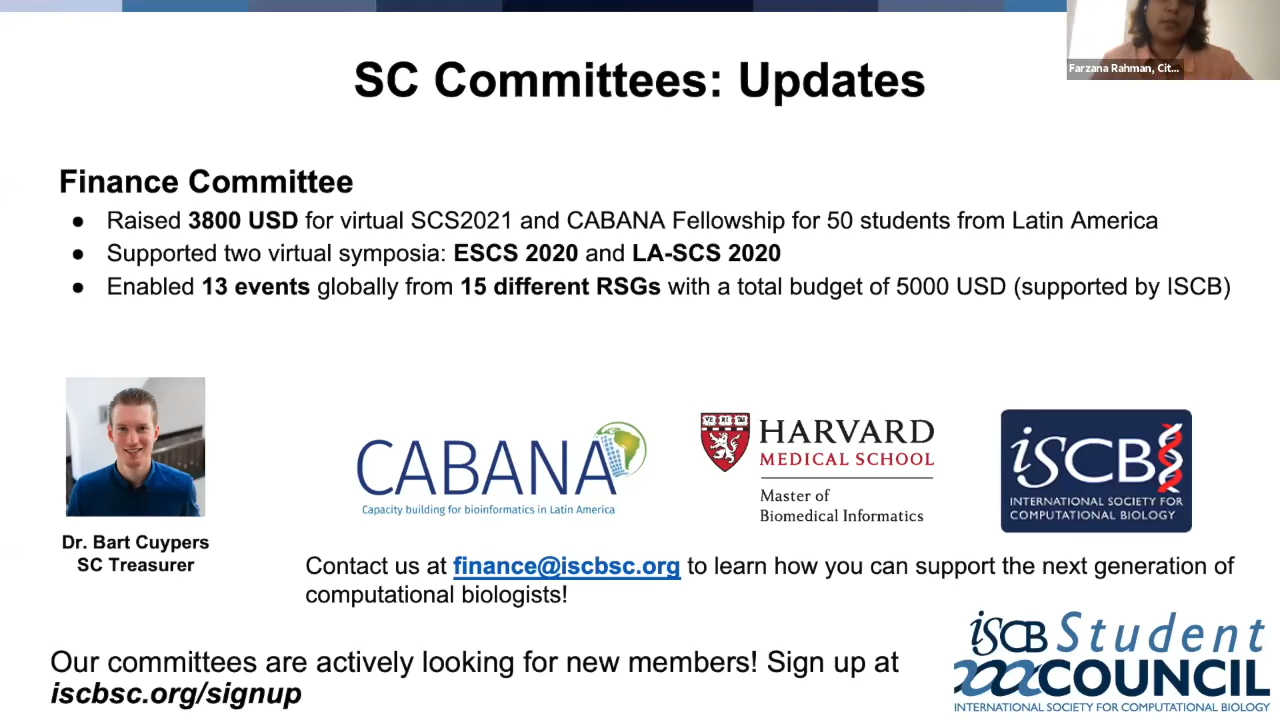 Farzana Rahman, Cit...
SC Committees: Updates
Finance Committee
● Raised 3800 USD for virtual SCS2021 and CABANA Fellowship for 50 students from Latin America
● Supported two virtual symposia: ESCS 2020 and LA-SCS 2020
● Enabled 13 events globally from 15 different RSGs with a total budget of 5000 USD (supported by ISCB)
CABANA
Capacity building for bioinformatics in Latin America
VE RI TAS
HARVARD
MEDICAL SCHOOL
Master of
Biomedical Informatics
iSCB
INTERNATIONAL SOCIETY FOR
COMPUTATIONAL BIOLOGY
Dr. Bart Cuypers
SC Treasurer
Contact us at finance@iscbsc.org to learn how you can support the next generation of
computational biologists!
Our committees are actively looking for new members! Sign up at
iscbsc.org/signup
iSCB Student
COUNCIL
INTERNATIONAL SOCIETY FOR COMPUTATIONAL BIOLOGY